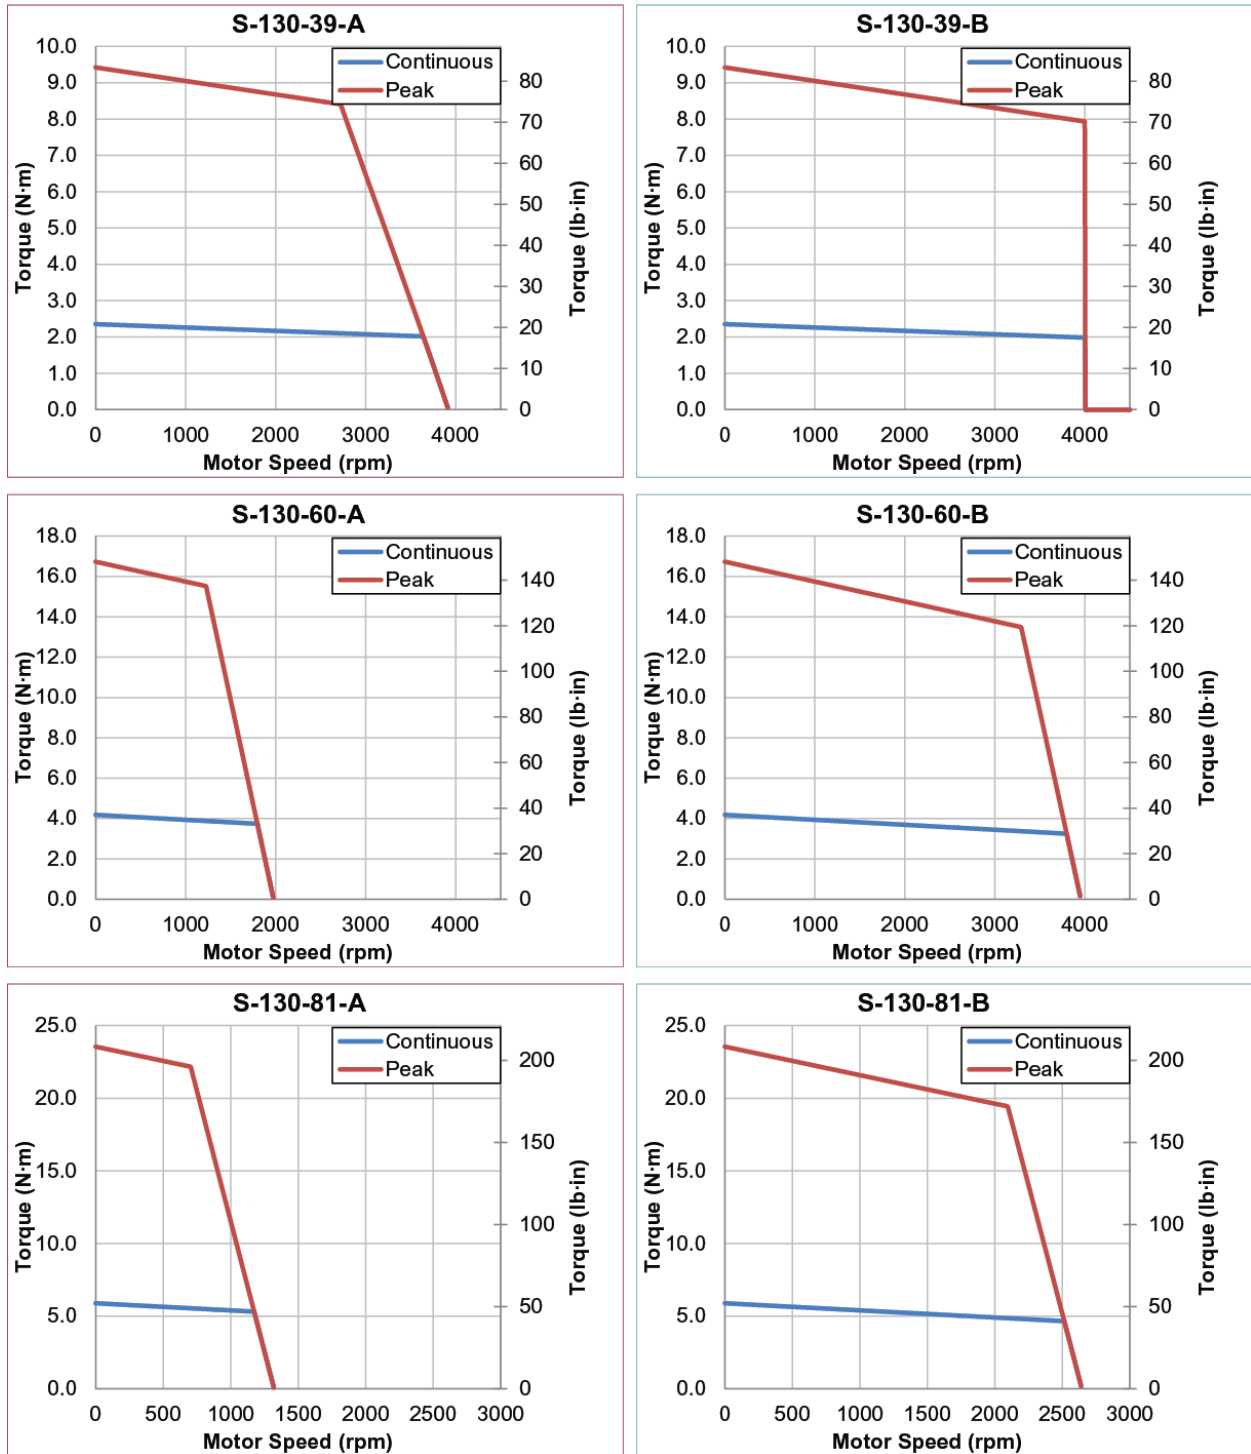 S-130-39-A
Continuous
Peak
10.0
9.0
8.0
7.0
6.0
5.0
4.0
3.0
2.0
1.0
0.0
Torque (N·m)
80
70
60
50
40
30
20
10
0
Torque (lb·in)
0 1000 2000 3000 4000
Motor Speed (rpm)
S-130-39-B
Continuous
Peak
10.0
9.0
8.0
7.0
6.0
5.0
4.0
3.0
2.0
1.0
0.0
Torque (N·m)
80
70
60
50
40
30
20
10
0
Torque (lb·in)
0 1000 2000 3000 4000
Motor Speed (rpm)
S-130-60-A
Continuous
Peak
18.0
16.0
14.0
12.0
10.0
8.0
6.0
4.0
2.0
0.0
Torque (N·m)
140
120
100
80
60
40
20
0
Torque (lb·in)
0 1000 2000 3000 4000
Motor Speed (rpm)
S-130-60-B
Continuous
Peak
18.0
16.0
14.0
12.0
10.0
8.0
6.0
4.0
2.0
0.0
Torque (N·m)
140
120
100
80
60
40
20
0
Torque (lb·in)
0 1000 2000 3000 4000
Motor Speed (rpm)
S-130-81-A
Continuous
Peak
25.0
20.0
15.0
10.0
5.0
0.0
Torque (N·m)
200
150
100
50
0
Torque (lb·in)
0 500 1000 1500 2000 2500 3000
Motor Speed (rpm)
S-130-81-B
Continuous
Peak
25.0
20.0
15.0
10.0
5.0
0.0
Torque (N·m)
200
150
100
50
0
Torque (lb·in)
0 500 1000 1500 2000 2500 3000
Motor Speed (rpm)